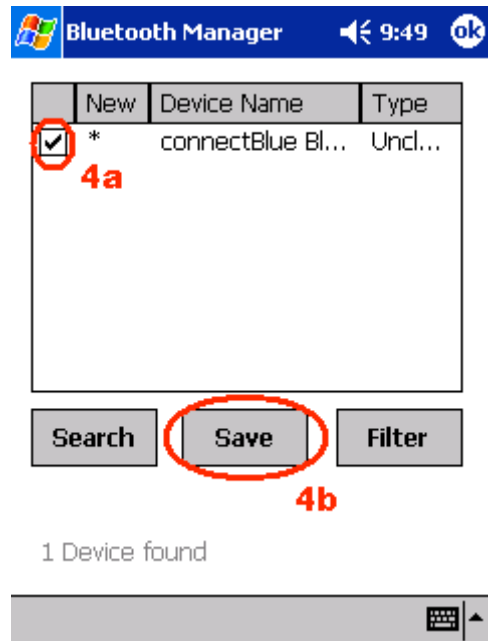 Bluetooth Manager 9:49 ok
New Device Name Type
* connectBlue Bl... Uncl...
4a
Search Save Filter
4b
1 Device found